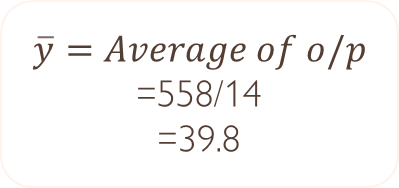 ȳ = Average of o/p
=558/14
=39.8